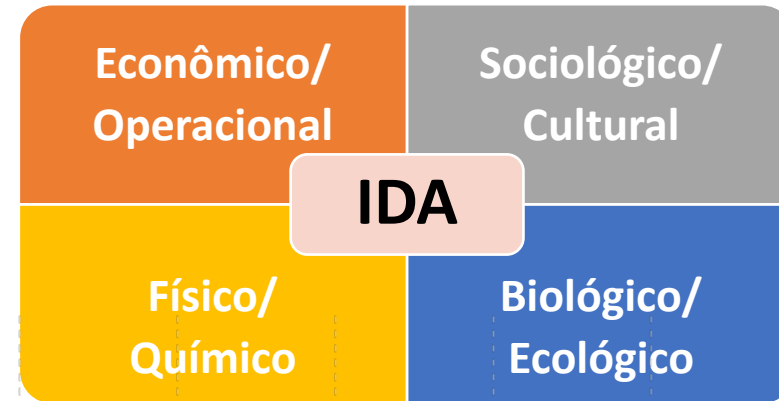 Econômico/
Operacional
Sociológico/
Cultural
IDA
Físico/
Químico
Biológico/
Ecológico